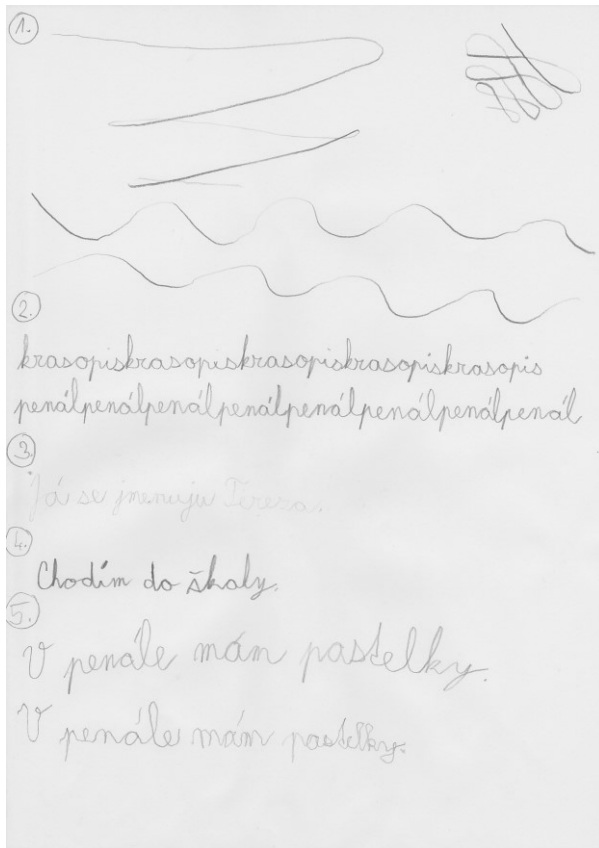 1.
2.
krasopiskrasopiskrasopiskrasopiskrasopis
penálpenálpenálpenálpenálpenálpenálpenál
3.
Já se jmenuju Tereza.
4.
Chodím do školy.
5.
V penále mám pastelky.
V penále mám pastelky.